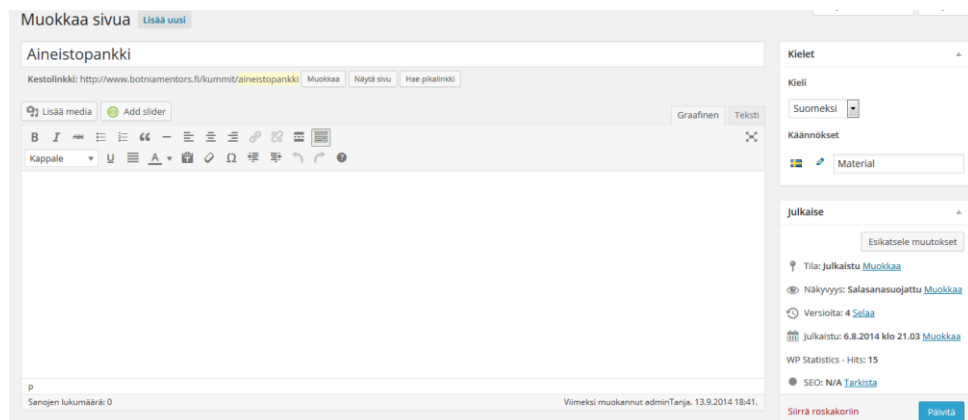 Muokkaa sivua Lisää uusi
Aineistopankki
Kestolinkki: http://www.botniamentors.fi/kummit/aineistopankki Muokkaa Näytä sivu Hae pikalinkki
Lisää media Add slider Graafinen Teksti
B I ABC
Kappale U A Ω
p
Sanojen lukumäärä: 0 Viimeksi muokannut adminTanja. 13.9.2014 18:41.
Kielet
Kieli
Suomeksi
Käännökset
Material
Julkaise
Esikatsele muutokset
Tila: Julkaistu Muokkaa
Näkyvyys: Salasanasuojattu Muokkaa
Versioita: 4 Selaa
Julkaistu: 6.8.2014 klo 21.03 Muokkaa
WP Statistics - Hits: 15
SEO: N/A Tarkista
Siirrä roskakoriin Päivitä